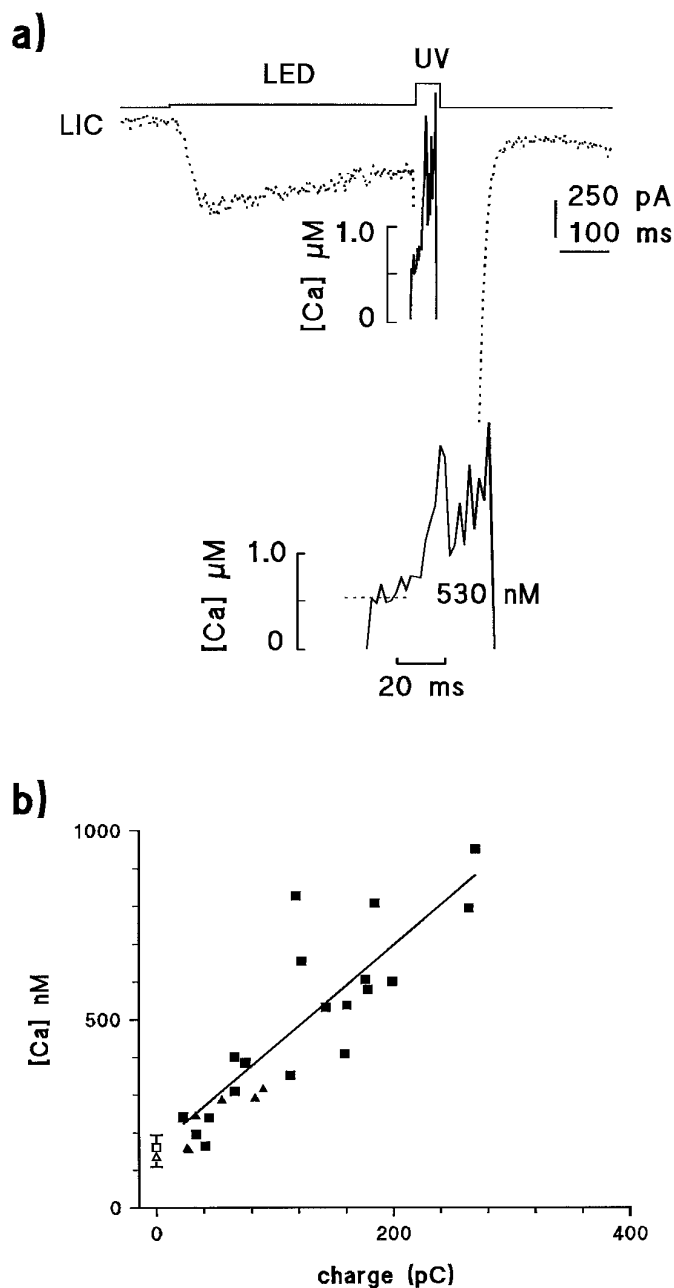 a)
UV
LED
LIC
250 pA
100 ms
[Ca] μM
1.0
0
[Ca] μM
1.0
0
530 nM
20 ms
b)
1000
500
0
[Ca] nM
0
200
400
charge (pC)